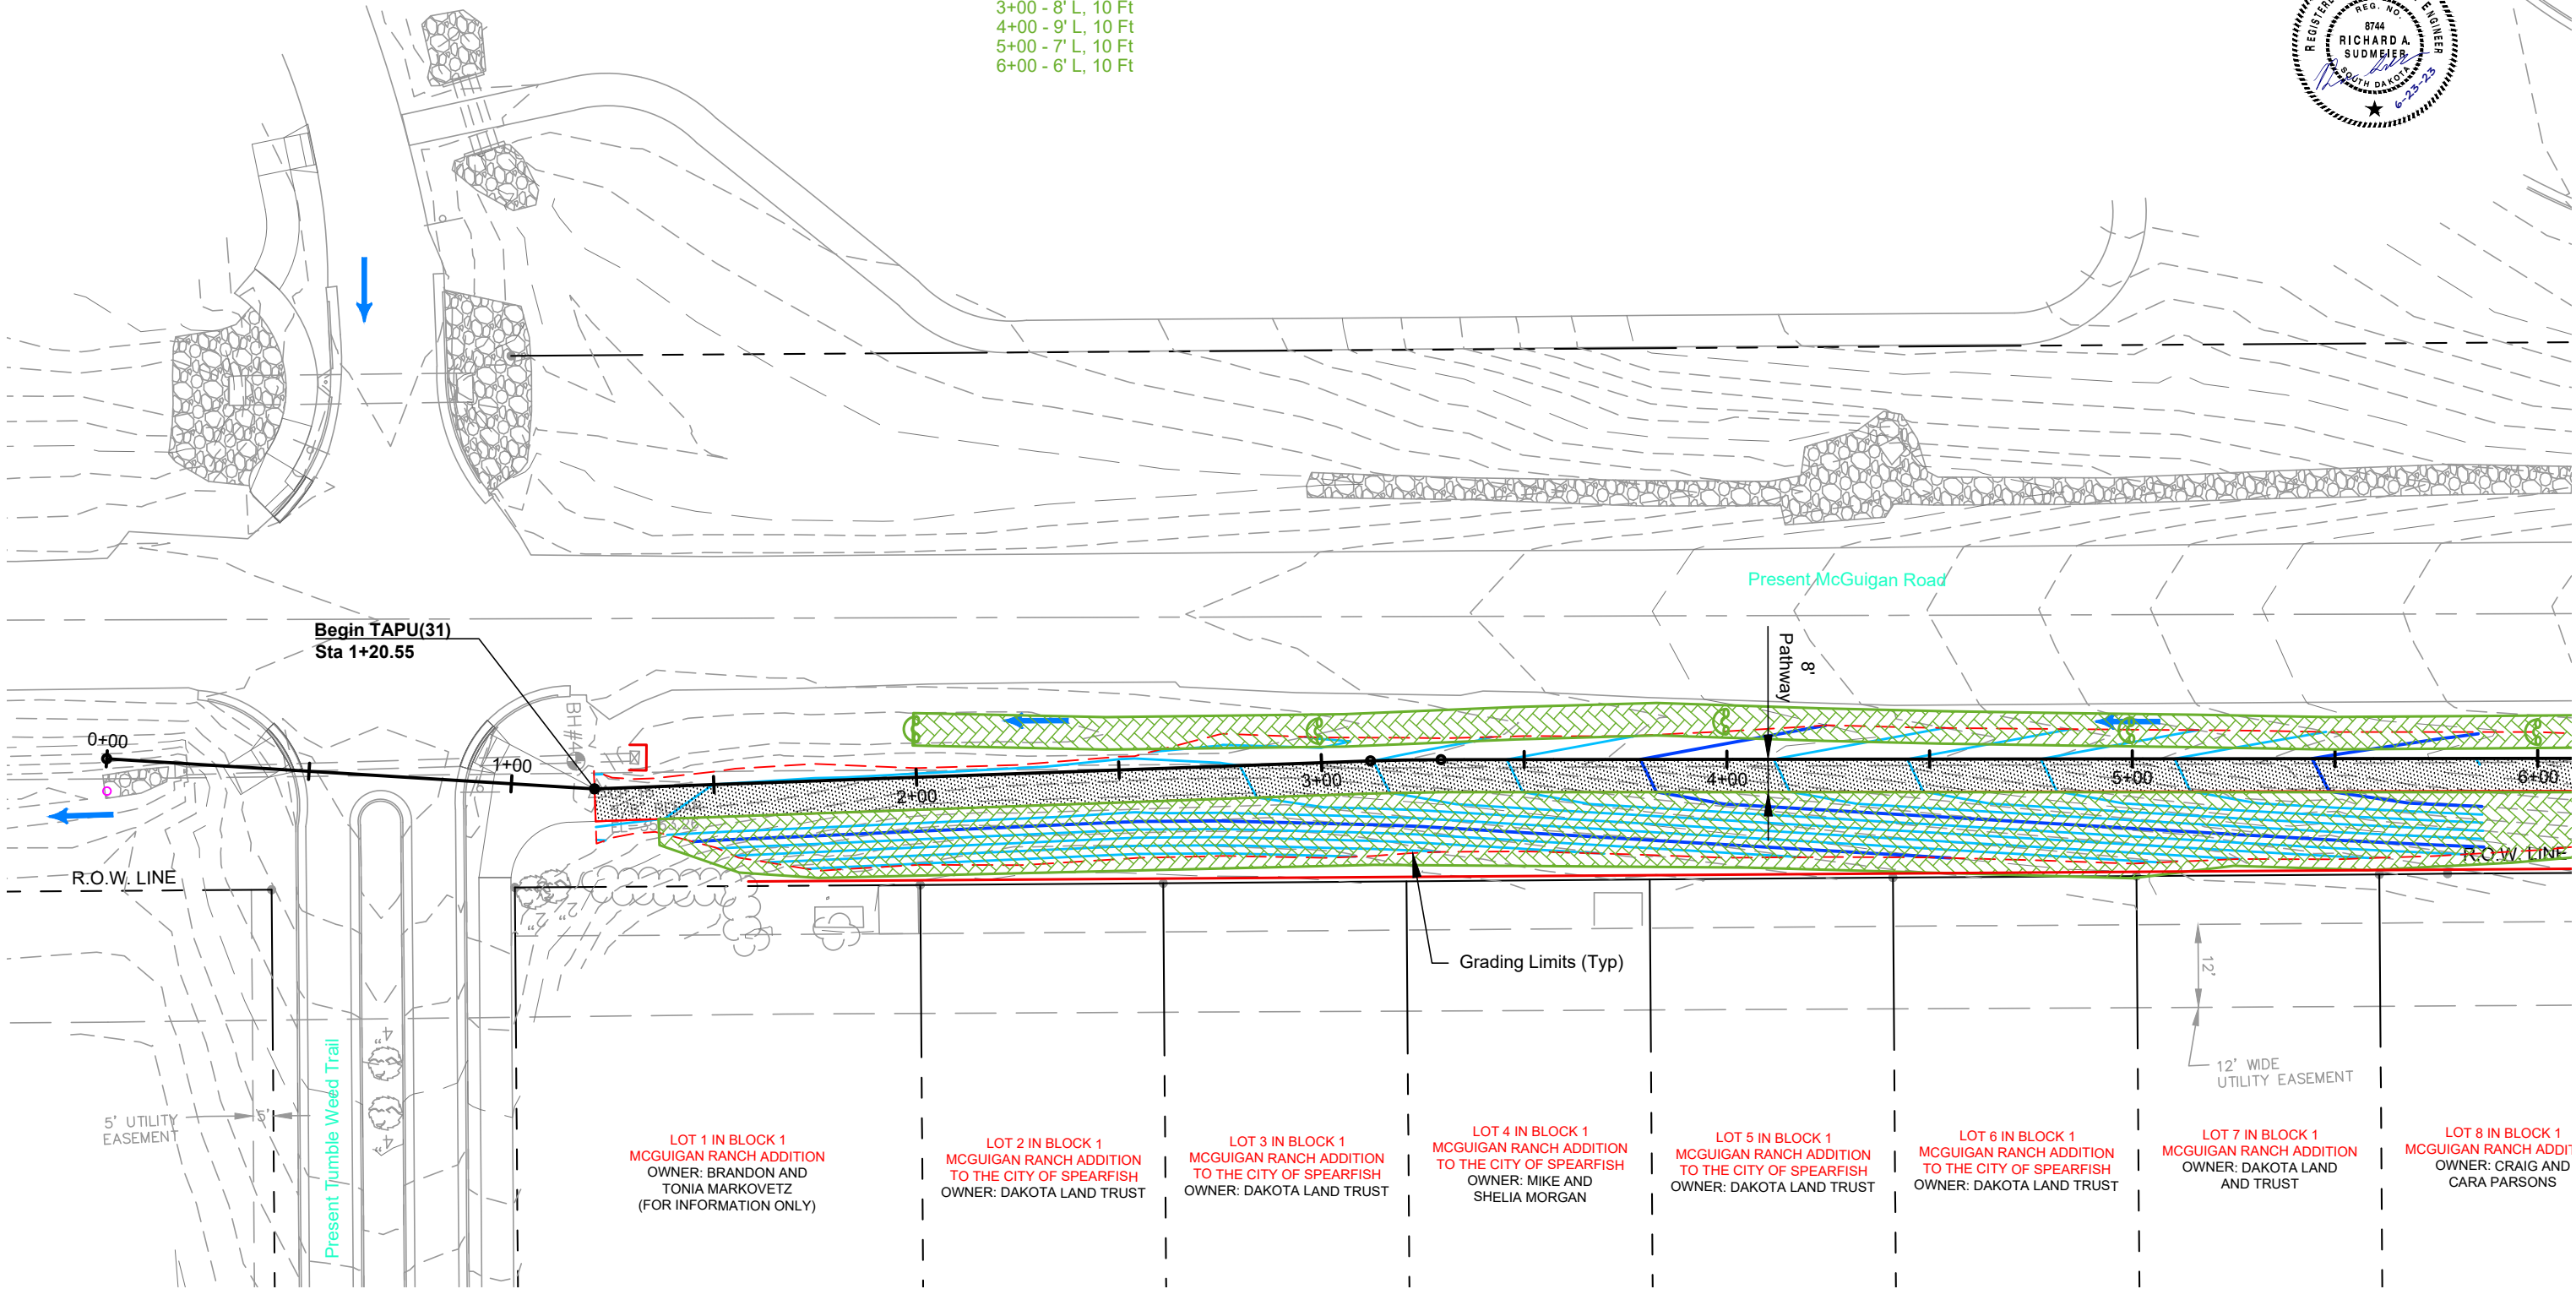 3+00 - 8' L, 10 Ft
4+00 - 9' L, 10 Ft
5+00 - 7' L, 10 Ft
6+00 - 6' L, 10 Ft
REG. NO.
8744
RICHARD A.
SUDMEIER
SOUTH DAKOTA
6-23-23
ENGINEER
Present McGuigan Road
Begin TAPU(31)
Sta 1+20.55
8'
Pathway
BH#4
0+00
1+00
2+00
3+00
4+00
5+00
6+00
R.O.W. LINE
R.O.W. LINE
2"
2"
Grading Limits (Typ)
12'
12' WIDE
UTILITY EASEMENT
4"
4"
5' UTILITY
EASEMENT
5'
Present Tumble Weed Trail
LOT 1 IN BLOCK 1
MCGUIGAN RANCH ADDITION
OWNER: BRANDON AND
TONIA MARKOVETZ
(FOR INFORMATION ONLY)
LOT 2 IN BLOCK 1
MCGUIGAN RANCH ADDITION
TO THE CITY OF SPEARFISH
OWNER: DAKOTA LAND TRUST
LOT 3 IN BLOCK 1
MCGUIGAN RANCH ADDITION
TO THE CITY OF SPEARFISH
OWNER: DAKOTA LAND TRUST
LOT 4 IN BLOCK 1
MCGUIGAN RANCH ADDITION
TO THE CITY OF SPEARFISH
OWNER: MIKE AND
SHELIA MORGAN
LOT 5 IN BLOCK 1
MCGUIGAN RANCH ADDITION
TO THE CITY OF SPEARFISH
OWNER: DAKOTA LAND TRUST
LOT 6 IN BLOCK 1
MCGUIGAN RANCH ADDITION
TO THE CITY OF SPEARFISH
OWNER: DAKOTA LAND TRUST
LOT 7 IN BLOCK 1
MCGUIGAN RANCH ADDITION
OWNER: DAKOTA LAND
AND TRUST
LOT 8 IN BLOCK 1
MCGUIGAN RANCH ADDIT
OWNER: CRAIG AND
CARA PARSONS